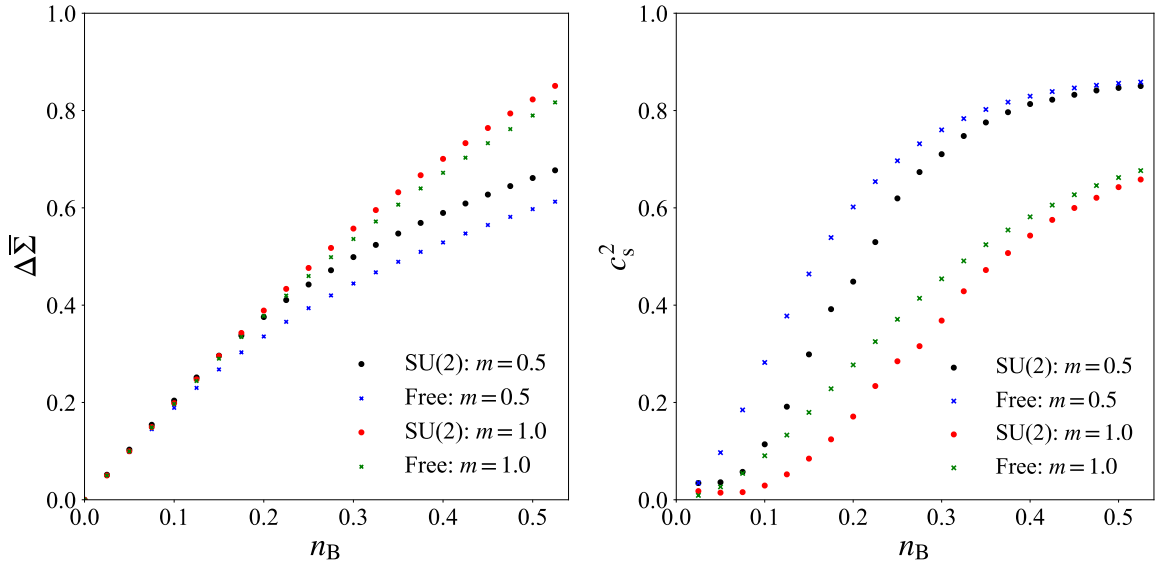 1.0
0.8
0.6
0.4
0.2
0.0
ΔΣ̅
0.0 0.1 0.2 0.3 0.4 0.5
n_B
SU(2): m = 0.5
Free: m = 0.5
SU(2): m = 1.0
Free: m = 1.0
1.0
0.8
0.6
0.4
0.2
0.0
c_s^2
0.0 0.1 0.2 0.3 0.4 0.5
n_B
SU(2): m = 0.5
Free: m = 0.5
SU(2): m = 1.0
Free: m = 1.0